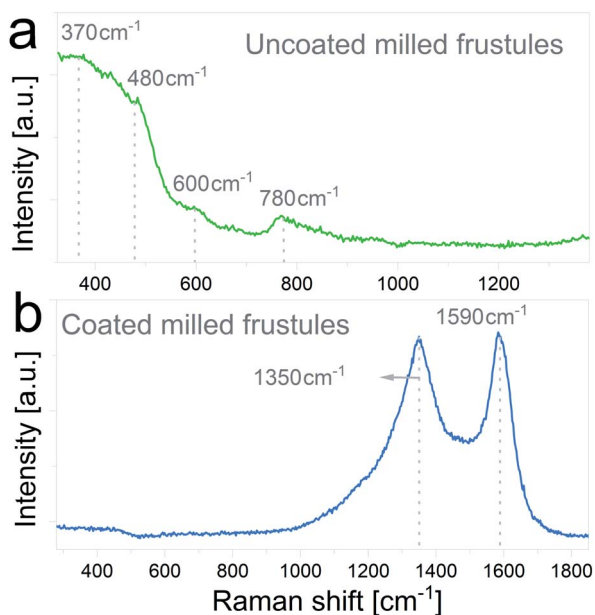 a
370cm⁻¹
Uncoated milled frustules
480cm⁻¹
600cm⁻¹
780cm⁻¹
Intensity [a.u.]
400 600 800 1000 1200
b
Coated milled frustules
1590cm⁻¹
1350cm⁻¹
Intensity [a.u.]
400 600 800 1000 1200 1400 1600 1800
Raman shift [cm⁻¹]